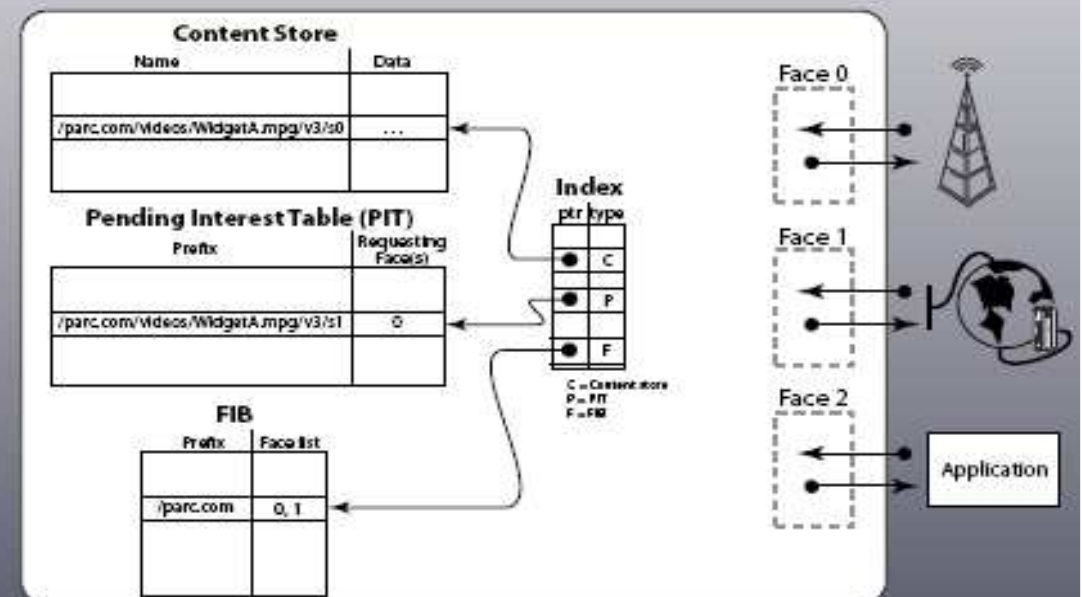 Content Store
Name Data
/parc.com/videos/WidgetA.mpg/v3/s0 ...
Pending Interest Table (PIT)
Prefix Requesting Face(s)
/parc.com/videos/WidgetA.mpg/v3/s1 0
FIB
Prefix Face list
/parc.com 0, 1
Index
ptr type
C
P
F
C = Content store
P = PIT
F = FIB
Face 0
Face 1
Face 2
Application